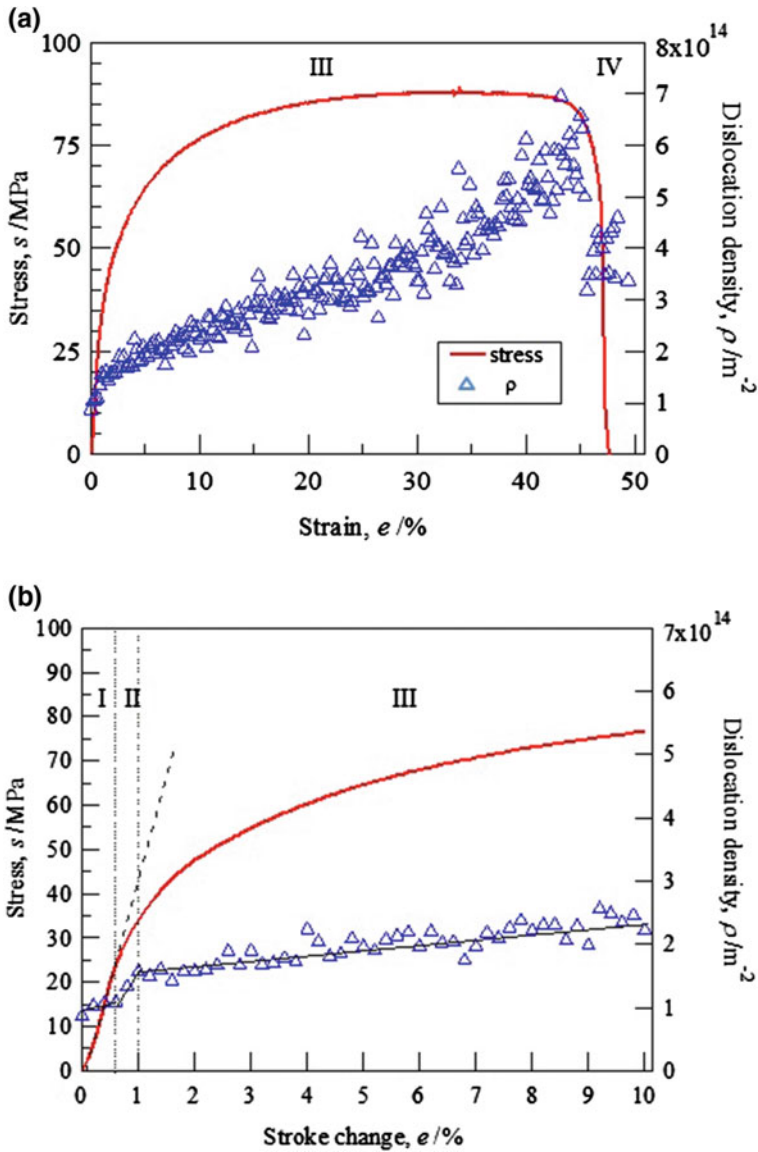 (a)
100
75
50
25
0
Stress, s /MPa
III
IV
8x10^14
7
6
5
4
3
2
1
0
Dislocation density, ρ /m^-2
stress
ρ
0 10 20 30 40 50
Strain, e /%
(b)
100
90
80
70
60
50
40
30
20
10
0
Stress, s /MPa
I II III
7x10^14
6
5
4
3
2
1
0
Dislocation density, ρ /m^-2
0 1 2 3 4 5 6 7 8 9 10
Stroke change, e /%